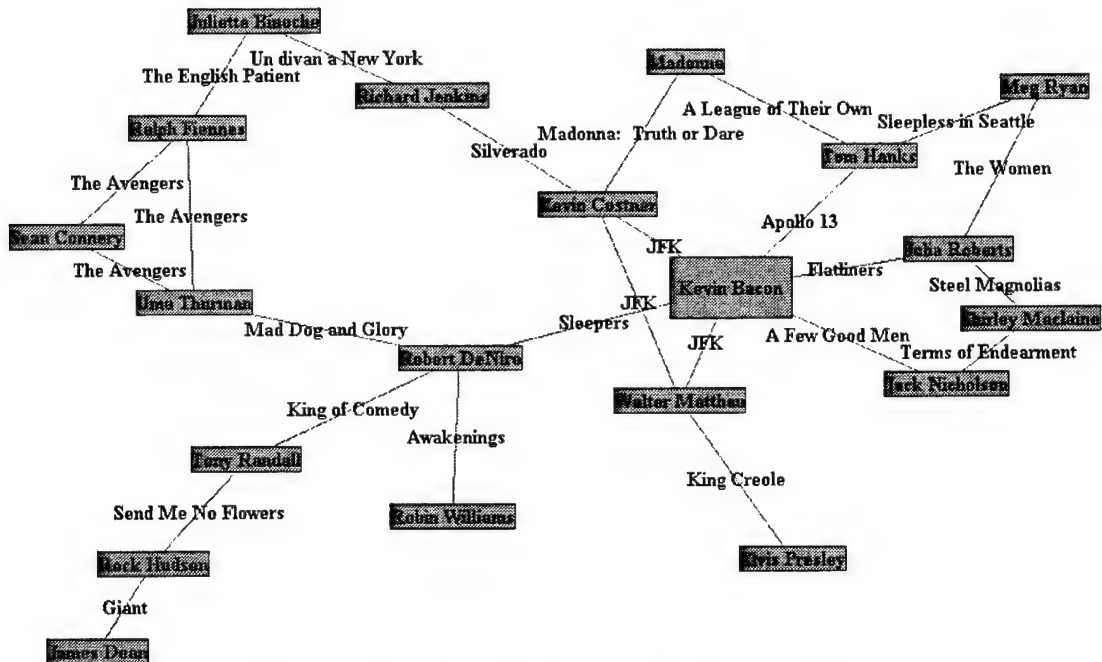 Juliette Binoche
Un divan a New York
The English Patient
Richard Jenkins
Madonna
Meg Ryan
A League of Their Own
Sleepless in Seattle
Ralph Fiennes
Madonna: Truth or Dare
Silverado
Tom Hanks
The Avengers
The Women
The Avengers
Kevin Costner
Apollo 13
Sean Connery
JFK
Julia Roberts
The Avengers
Flatliners
Kevin Bacon
Steel Magnolias
Uma Thurman
JFK
Mad Dog and Glory
Sleepers
A Few Good Men
Shirley Maclaine
JFK
Robert DeNiro
Terms of Endearment
Jack Nicholson
Walter Matthau
King of Comedy
Awakenings
Tony Randall
King Creole
Send Me No Flowers
Robin Williams
Rock Hudson
Elvis Presley
Giant
James Dean